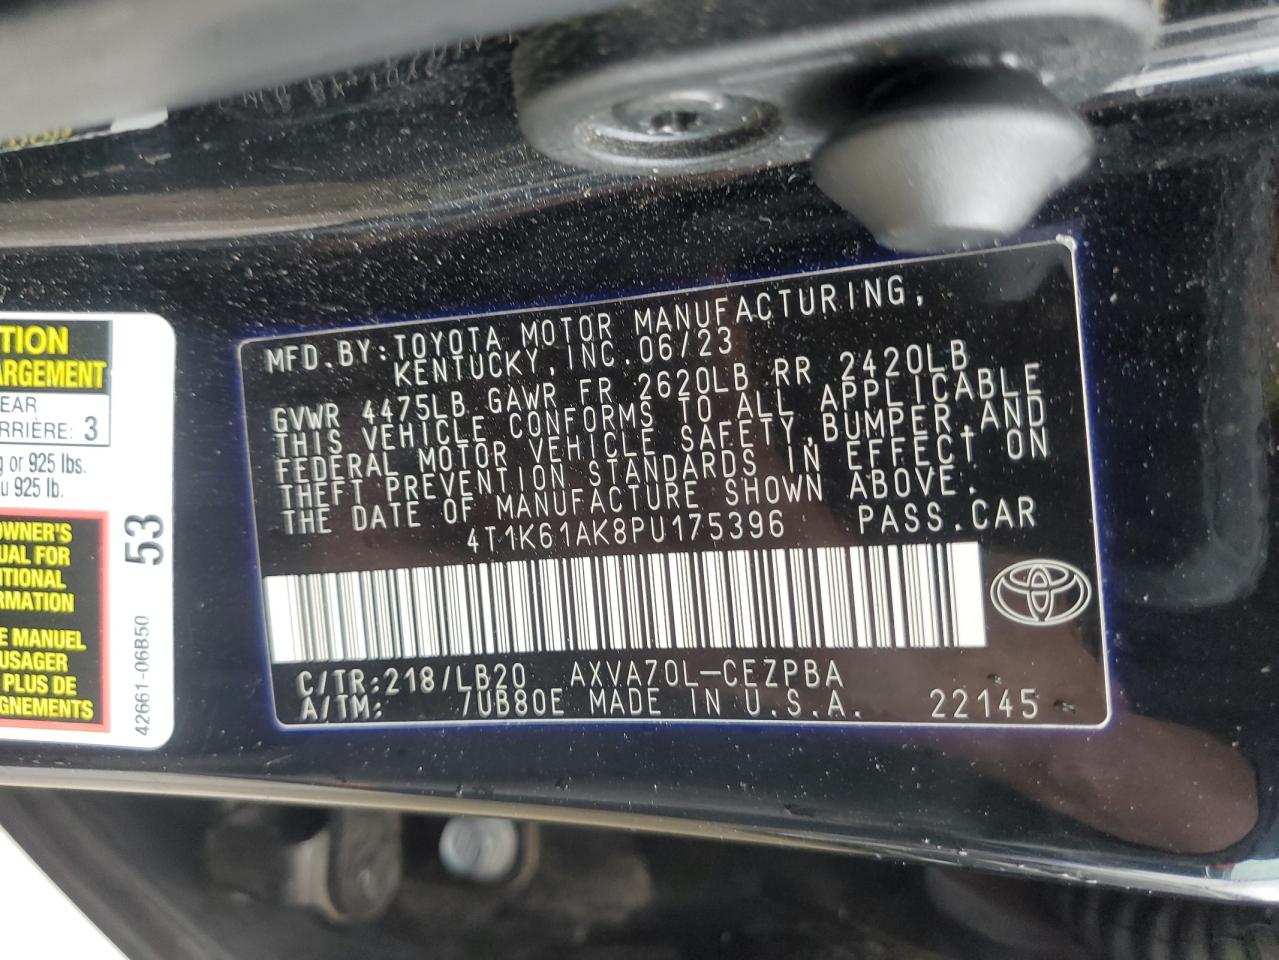 MFD.BY:TOYOTA MOTOR MANUFACTURING,
KENTUCKY, INC. 06/23
GVWR 4475LB GAWR FR 2620LB RR 2420LB
THIS VEHICLE CONFORMS TO ALL APPLICABLE
FEDERAL MOTOR VEHICLE SAFETY, BUMPER, AND
THEFT PREVENTION STANDARDS IN EFFECT ON
THE DATE OF MANUFACTURE SHOWN ABOVE.
4T1K61AK8PU175396 PASS.CAR
C/TR:218/LB20 AXVA70L-CEZPBA
A/TM: /UB80E MADE IN U.S.A. 22145
TION
ARGEMENT
EAR
RRIÈRE: 3
g or 925 lbs.
u 925 lb.
OWNER'S
UAL FOR
ITIONAL
RMATION
E MANUEL
USAGER
PLUS DE
GNEMENTS
53
42661-06B50